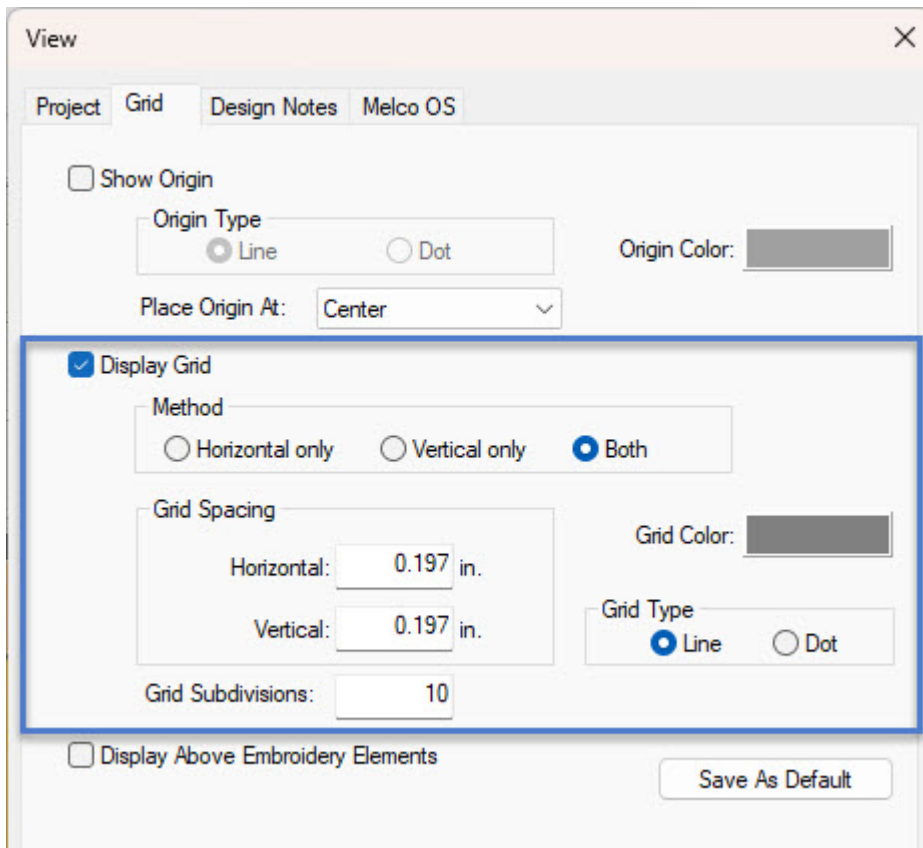 View
Project Grid Design Notes Melco OS
Show Origin
Origin Type
Line Dot
Origin Color:
Place Origin At: Center
Display Grid
Method
Horizontal only Vertical only Both
Grid Spacing
Horizontal: 0.197 in.
Vertical: 0.197 in.
Grid Color:
Grid Type
Line Dot
Grid Subdivisions: 10
Display Above Embroidery Elements
Save As Default